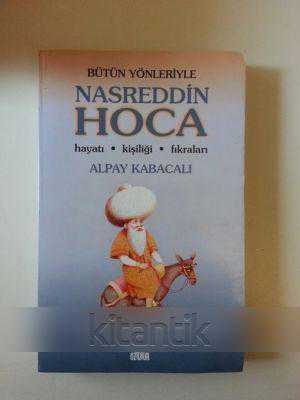 BÜTÜN YÖNLERİYLE
NASREDDİN
HOCA
hayatı • kişiliği • fıkraları
ALPAY KABACALI
kitantik